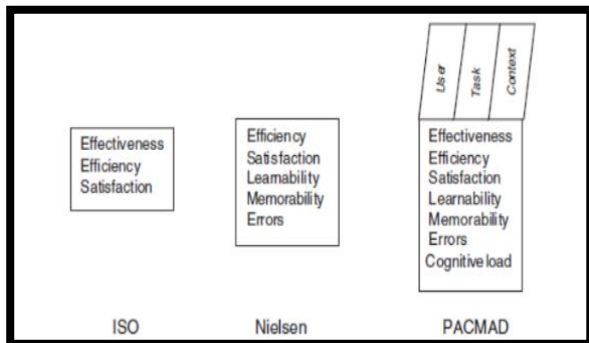 User
Task
Context
Effectiveness
Efficiency
Satisfaction
ISO
Efficiency
Satisfaction
Learnability
Memorability
Errors
Nielsen
Effectiveness
Efficiency
Satisfaction
Learnability
Memorability
Errors
Cognitive load
PACMAD